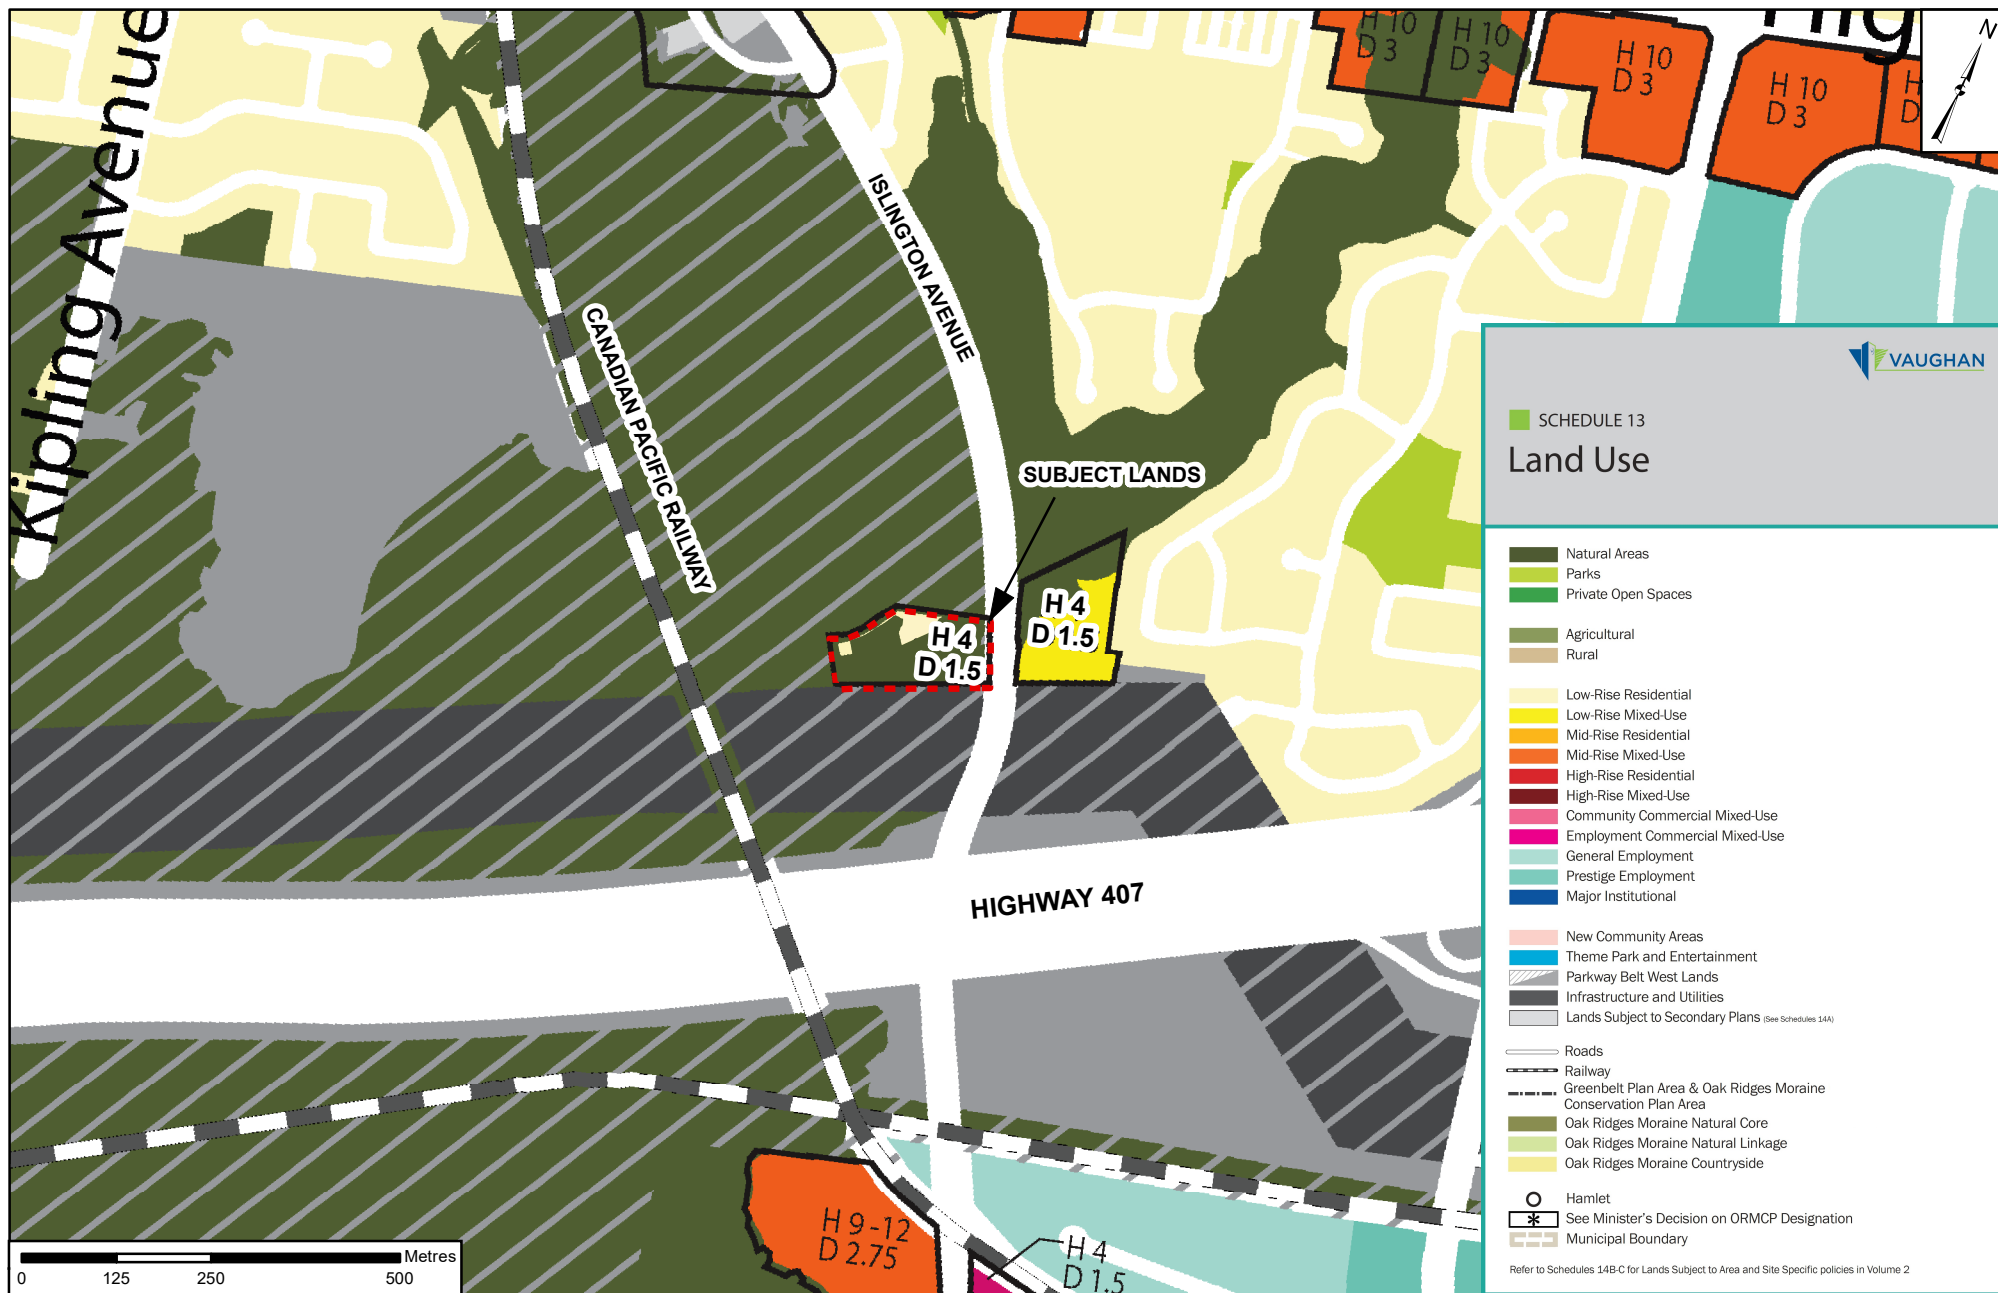 Kipling Avenue
H 10
D 3
H 10
D 3
H 10
D 3
H 10
D 3
H
D
N
ISLINGTON AVENUE
CANADIAN PACIFIC RAILWAY
SUBJECT LANDS
H 4
D 1.5
H 4
D 1.5
HIGHWAY 407
H 9-12
D 2.75
H 4
D 1.5
Metres
0 125 250 500
VAUGHAN
SCHEDULE 13
Land Use
Natural Areas
Parks
Private Open Spaces
Agricultural
Rural
Low-Rise Residential
Low-Rise Mixed-Use
Mid-Rise Residential
Mid-Rise Mixed-Use
High-Rise Residential
High-Rise Mixed-Use
Community Commercial Mixed-Use
Employment Commercial Mixed-Use
General Employment
Prestige Employment
Major Institutional
New Community Areas
Theme Park and Entertainment
Parkway Belt West Lands
Infrastructure and Utilities
Lands Subject to Secondary Plans (See Schedules 14A)
Roads
Railway
Greenbelt Plan Area & Oak Ridges Moraine
Conservation Plan Area
Oak Ridges Moraine Natural Core
Oak Ridges Moraine Natural Linkage
Oak Ridges Moraine Countryside
Hamlet
See Minister's Decision on ORMCP Designation
Municipal Boundary
Refer to Schedules 14B-C for Lands Subject to Area and Site Specific policies in Volume 2